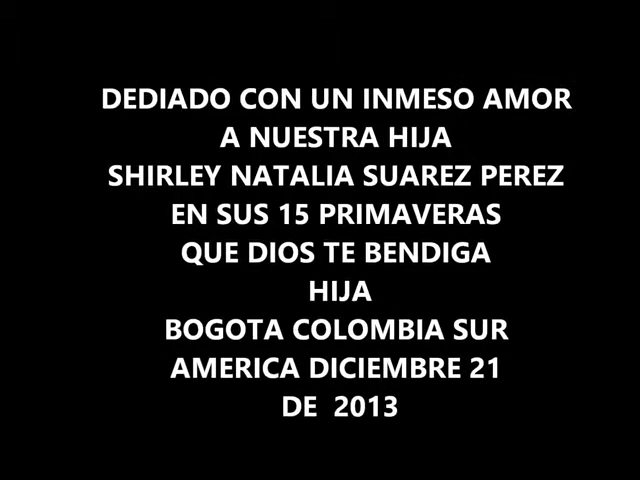 DEDIADO CON UN INMESO AMOR
A NUESTRA HIJA
SHIRLEY NATALIA SUAREZ PEREZ
EN SUS 15 PRIMAVERAS
QUE DIOS TE BENDIGA
HIJA
BOGOTA COLOMBIA SUR
AMERICA DICIEMBRE 21
DE  2013